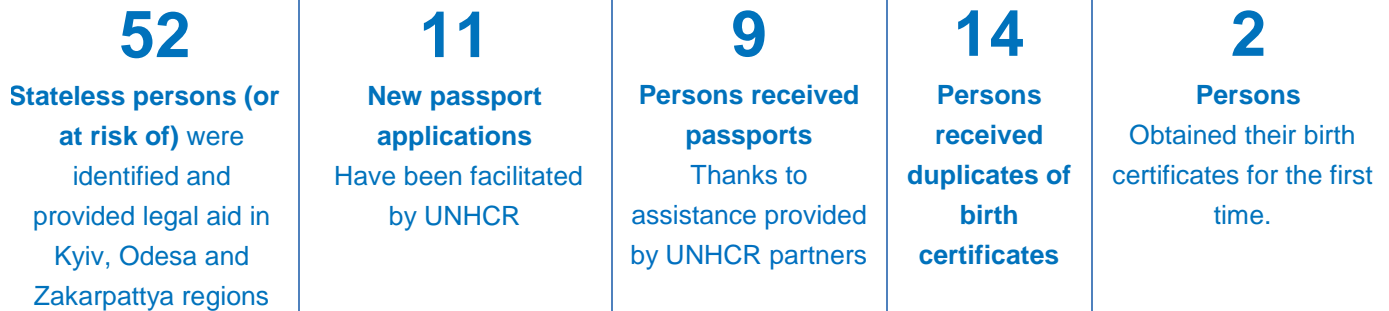 52
Stateless persons (or
at risk of) were
identified and
provided legal aid in
Kyiv, Odesa and
Zakarpattya regions
11
New passport
applications
Have been facilitated
by UNHCR
9
Persons received
passports
Thanks to
assistance provided
by UNHCR partners
14
Persons
received
duplicates of
birth
certificates
2
Persons
Obtained their birth
certificates for the first
time.